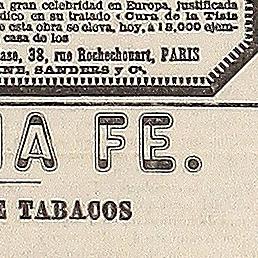 a gran celebridad en Europa, justificada
dico en su tratado «Cura de la Tisis
e esta obra se eleva, hoy, á 18,000 ejem-
casa de los
ase, 38, rue Rochechouart, PARIS
NE, SANDERS y C.ª
A FE.
E TABACOS